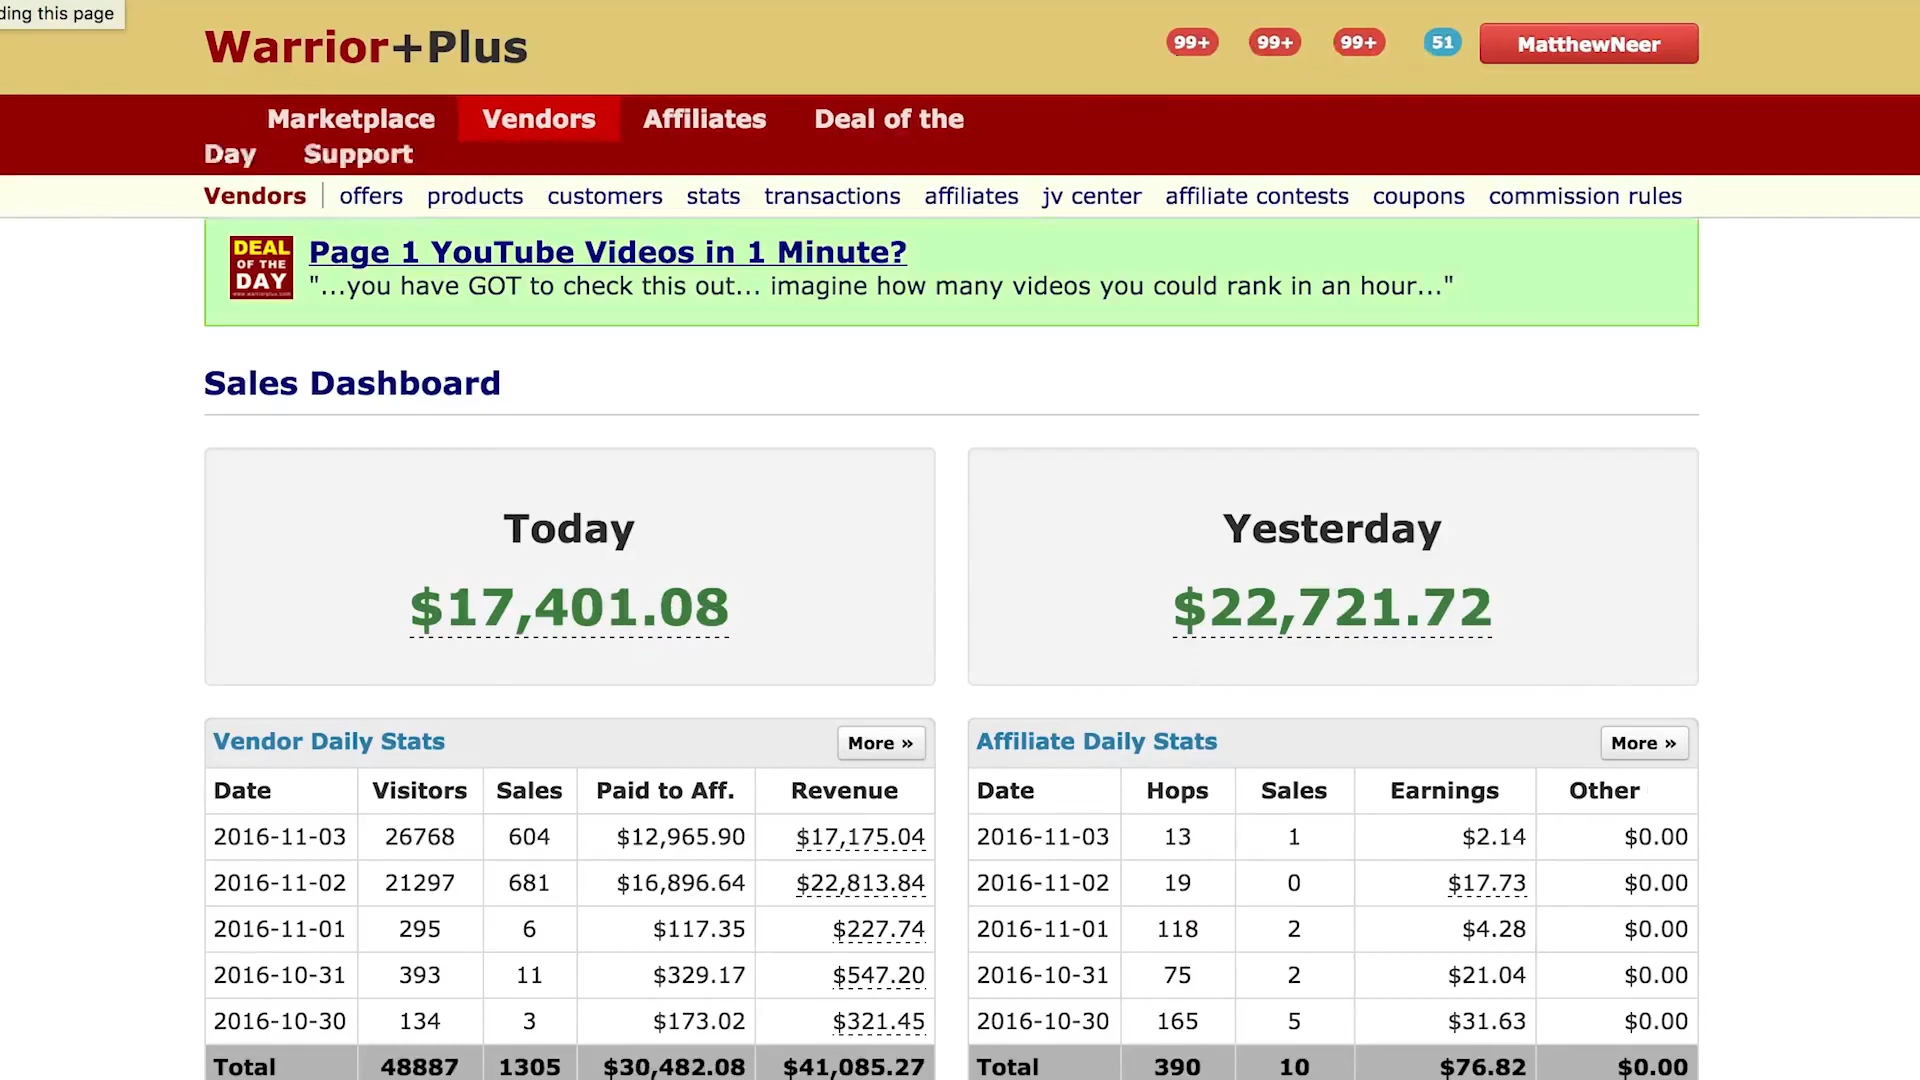 ding this page
Warrior+Plus
99+ 99+ 99+ 51 MatthewNeer
Marketplace Vendors Affiliates Deal of the
Day Support
Vendors offers products customers stats transactions affiliates jv center affiliate contests coupons commission rules
DEAL OF THE DAY
Page 1 YouTube Videos in 1 Minute?
"...you have GOT to check this out... imagine how many videos you could rank in an hour..."
Sales Dashboard
Today
$17,401.08
Yesterday
$22,721.72
Vendor Daily Stats More »
Date Visitors Sales Paid to Aff. Revenue
2016-11-03 26768 604 $12,965.90 $17,175.04
2016-11-02 21297 681 $16,896.64 $22,813.84
2016-11-01 295 6 $117.35 $227.74
2016-10-31 393 11 $329.17 $547.20
2016-10-30 134 3 $173.02 $321.45
Total 48887 1305 $30,482.08 $41,085.27
Affiliate Daily Stats More »
Date Hops Sales Earnings Other
2016-11-03 13 1 $2.14 $0.00
2016-11-02 19 0 $17.73 $0.00
2016-11-01 118 2 $4.28 $0.00
2016-10-31 75 2 $21.04 $0.00
2016-10-30 165 5 $31.63 $0.00
Total 390 10 $76.82 $0.00